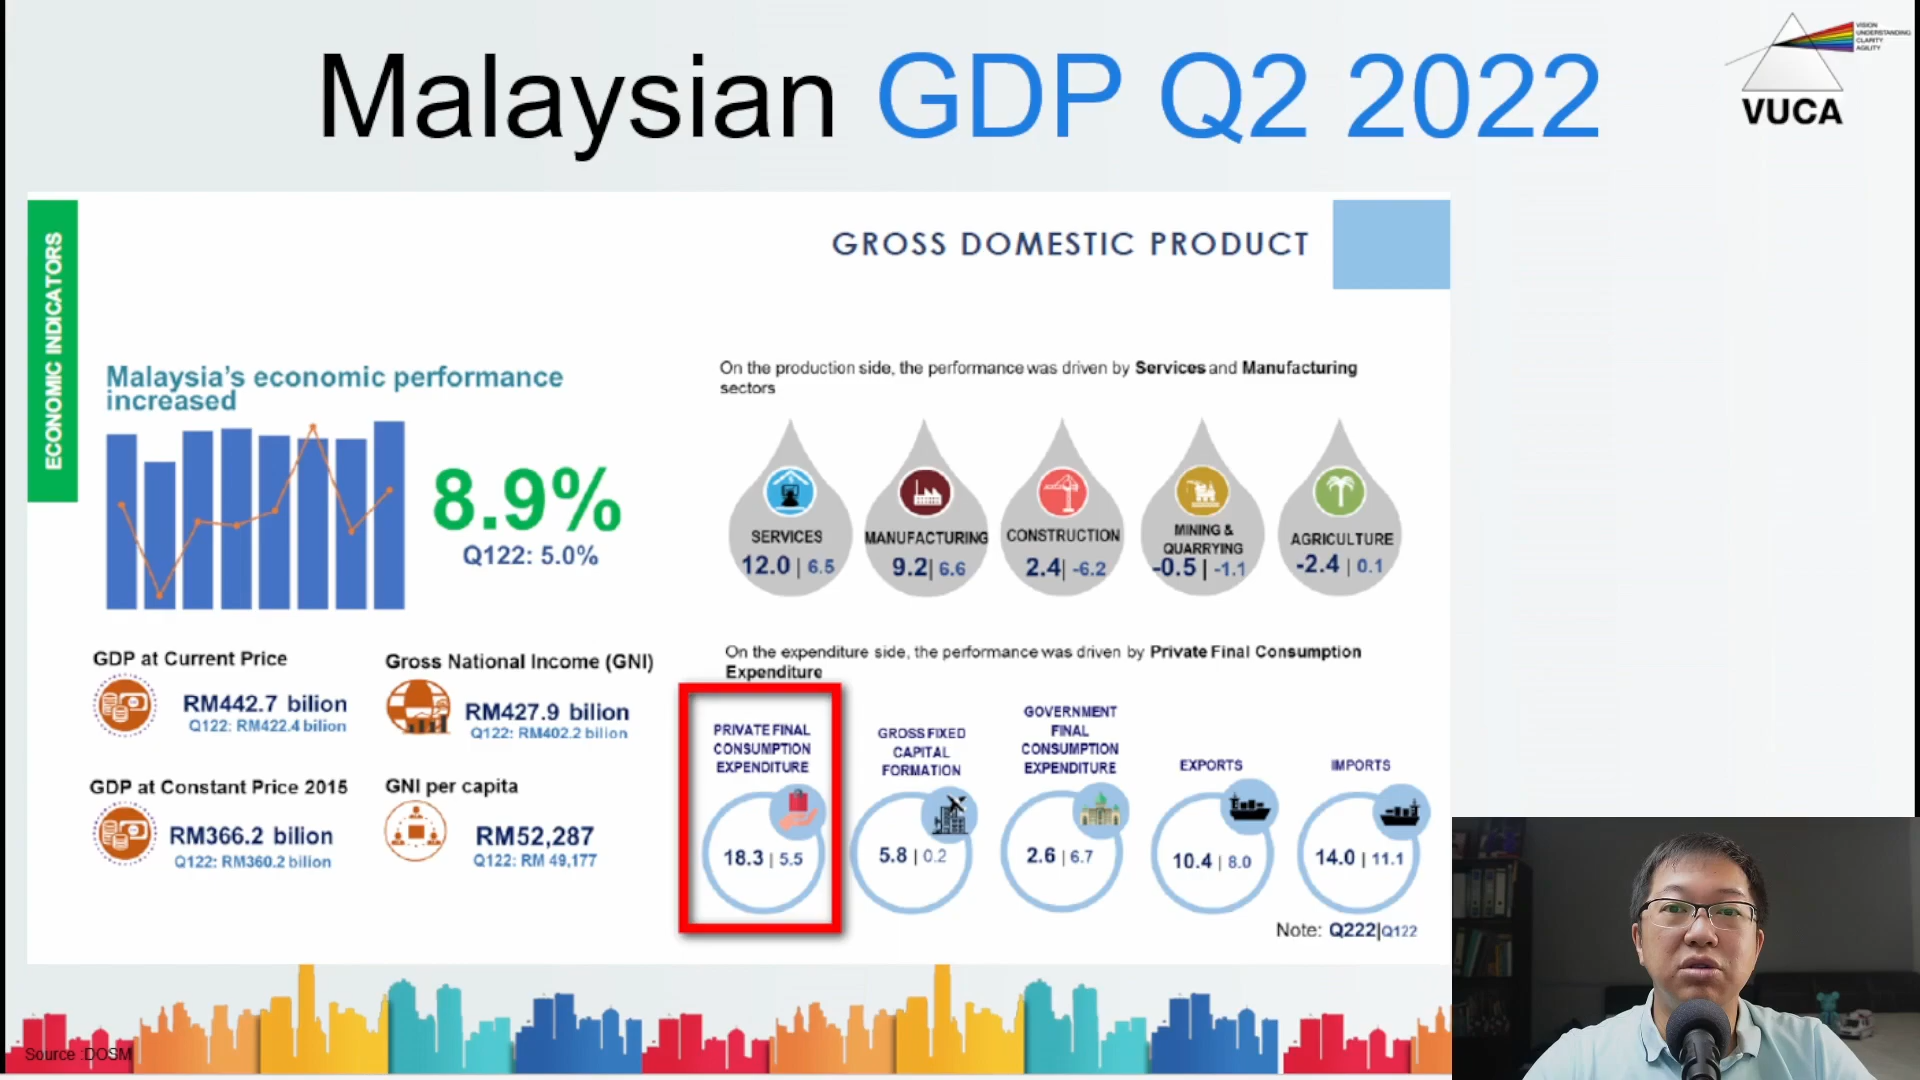 Malaysian GDP Q2 2022
VISION
UNDERSTANDING
CLARITY
AGILITY
VUCA
ECONOMIC INDICATORS
GROSS DOMESTIC PRODUCT
Malaysia's economic performance
increased
8.9%
Q122: 5.0%
GDP at Current Price
RM442.7 bilion
Q122: RM422.4 bilion
Gross National Income (GNI)
RM427.9 bilion
Q122: RM402.2 bilion
GDP at Constant Price 2015
RM366.2 bilion
Q122: RM360.2 bilion
GNI per capita
RM52,287
Q122: RM 49,177
On the production side, the performance was driven by Services and Manufacturing
sectors
SERVICES
12.0 | 6.5
MANUFACTURING
9.2| 6.6
CONSTRUCTION
2.4| -6.2
MINING &
QUARRYING
-0.5 | -1.1
AGRICULTURE
-2.4 | 0.1
On the expenditure side, the performance was driven by Private Final Consumption
Expenditure
PRIVATE FINAL
CONSUMPTION
EXPENDITURE
18.3 | 5.5
GROSS FIXED
CAPITAL
FORMATION
5.8 | 0.2
GOVERNMENT
FINAL
CONSUMPTION
EXPENDITURE
2.6 | 6.7
EXPORTS
10.4 | 8.0
IMPORTS
14.0 | 11.1
Note: Q222|Q122
Source :DOSM